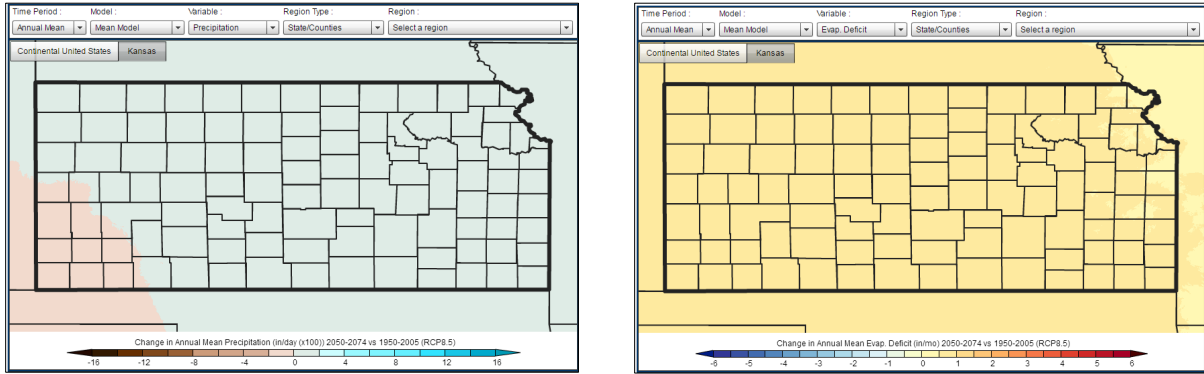 Time Period : Model : Variable : Region Type : Region :
Annual Mean Mean Model Precipitation State/Counties Select a region
Continental United States Kansas
Change in Annual Mean Precipitation (in/day (x100)) 2050-2074 vs 1950-2005 (RCP8.5)
-16 -12 -8 -4 0 4 8 12 16
Time Period : Model : Variable : Region Type : Region :
Annual Mean Mean Model Evap. Deficit State/Counties Select a region
Continental United States Kansas
Change in Annual Mean Evap. Deficit (in/mo) 2050-2074 vs 1950-2005 (RCP8.5)
-6 -5 -4 -3 -2 -1 0 1 2 3 4 5 6